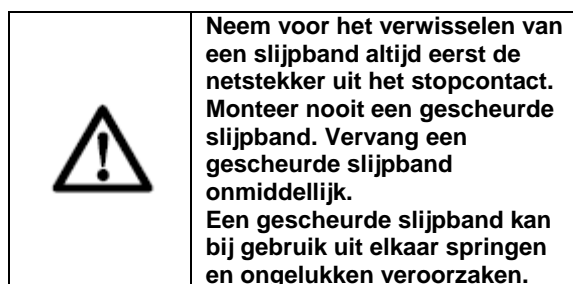 Neem voor het verwisselen van
een slijpband altijd eerst de
netstekker uit het stopcontact.
Monteer nooit een gescheurde
slijpband. Vervang een
gescheurde slijpband
onmiddellijk.
Een gescheurde slijpband kan
bij gebruik uit elkaar springen
en ongelukken veroorzaken.